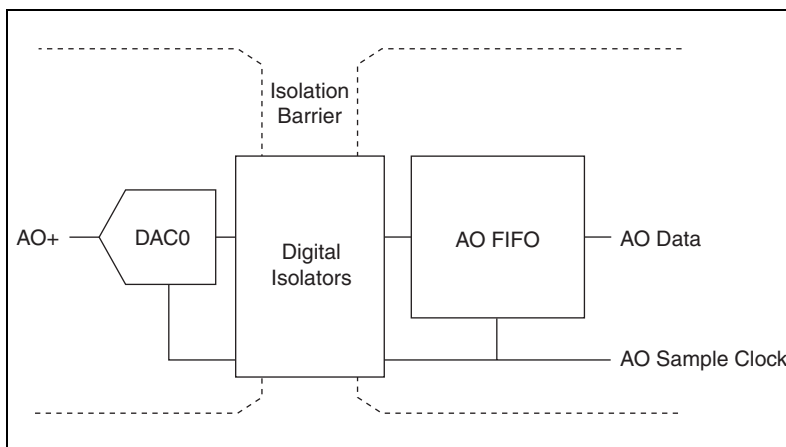 Isolation
Barrier
AO+
DAC0
Digital
Isolators
AO FIFO
AO Data
AO Sample Clock